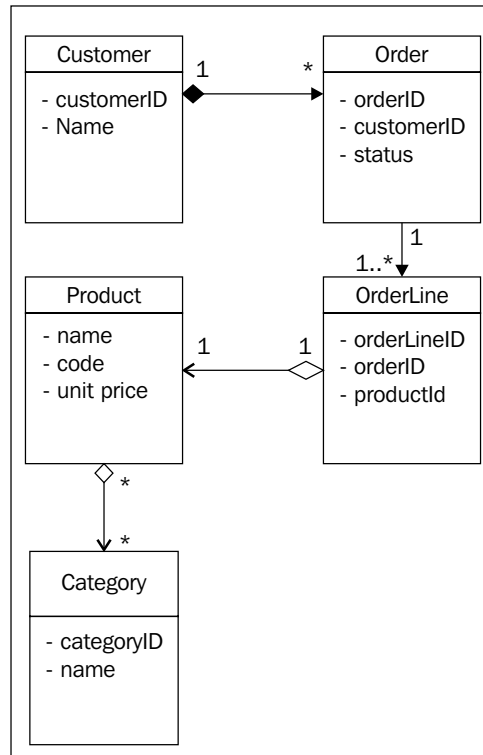 Customer
- customerID
- Name
1
*
Order
- orderID
- customerID
- status
1
1..*
Product
- name
- code
- unit price
1
1
OrderLine
- orderLineID
- orderID
- productId
*
*
Category
- categoryID
- name